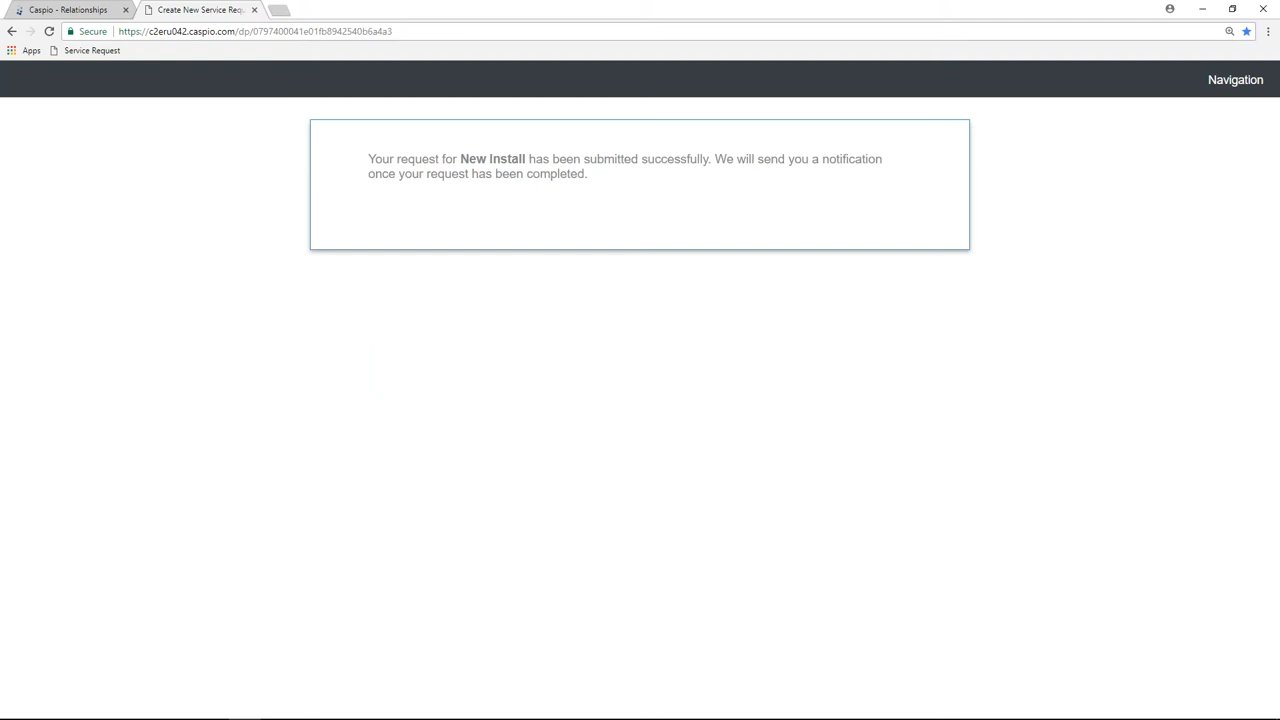 Caspio - Relationships
Create New Service Req
Secure
https://c2eru042.caspio.com/dp/0797400041e01fb8942540b6a4a3
Apps
Service Request
Navigation
Your request for New Install has been submitted successfully. We will send you a notification
once your request has been completed.